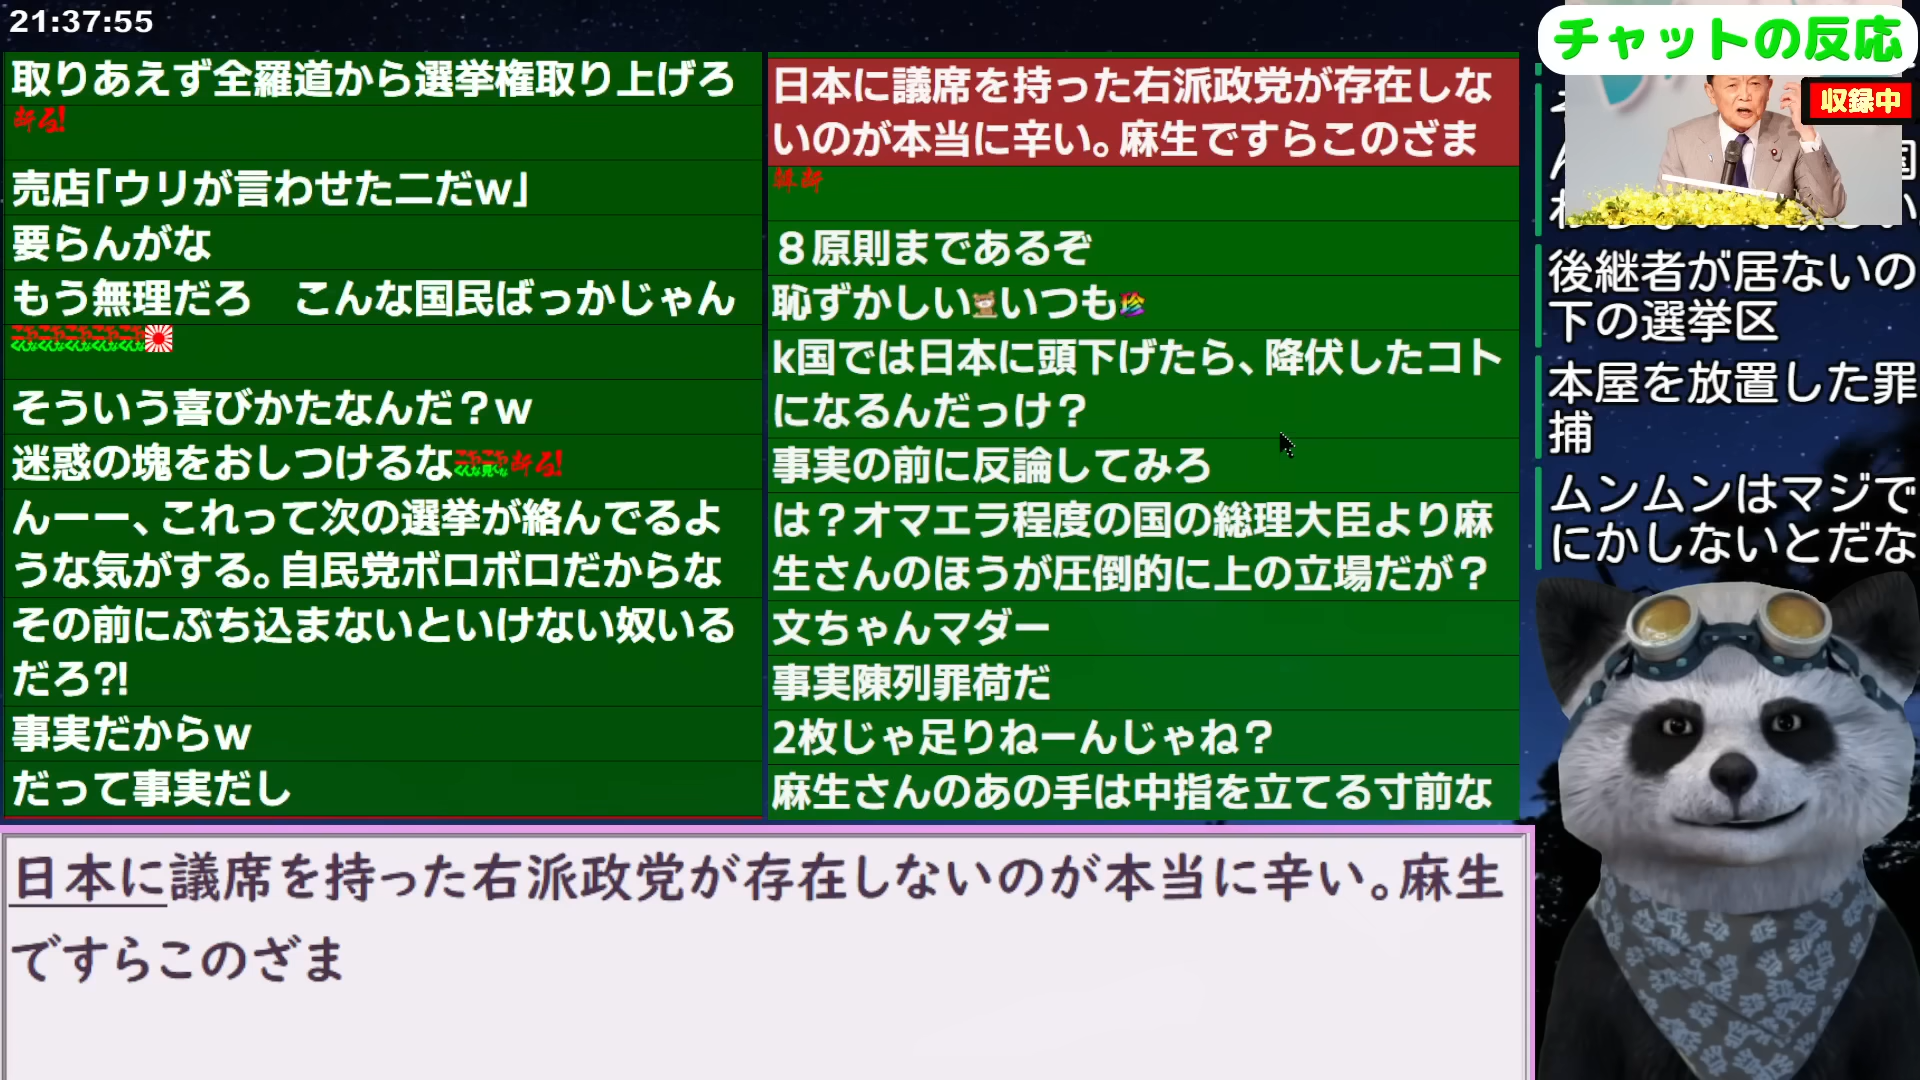 21:37:55
取りあえず全羅道から選挙権取り上げろ
断る!
売店「ウリが言わせた二だw」
要らんがな
もう無理だろ　こんな国民ばっかじゃん
そういう喜びかたなんだ？w
迷惑の塊をおしつけるな
断る!
んーー、これって次の選挙が絡んでるよ
うな気がする。自民党ボロボロだからな
その前にぶち込まないといけない奴いる
だろ?!
事実だからw
だって事実だし
日本に議席を持った右派政党が存在しな
いのが本当に辛い。麻生ですらこのざま
８原則まであるぞ
恥ずかしい
いつも
珍
k国では日本に頭下げたら、降伏したコト
になるんだっけ？
事実の前に反論してみろ
は？オマエラ程度の国の総理大臣より麻
生さんのほうが圧倒的に上の立場だが？
文ちゃんマダー
事実陳列罪荷だ
2枚じゃ足りねーんじゃね？
麻生さんのあの手は中指を立てる寸前な
チャットの反応
収録中
後継者が居ないの
下の選挙区
本屋を放置した罪
捕
ムンムンはマジで
にかしないとだな
日本に議席を持った右派政党が存在しないのが本当に辛い。麻生
ですらこのざま